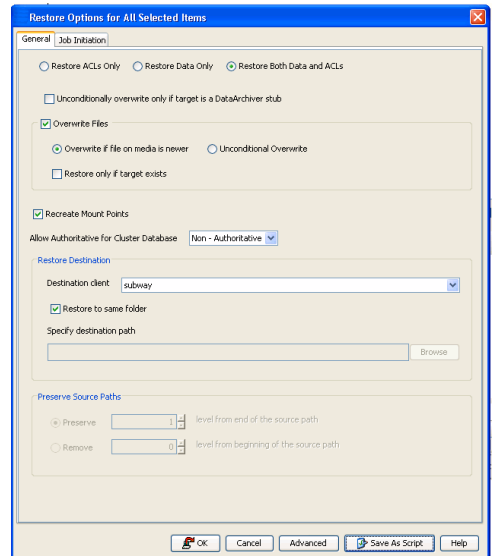 Restore Options for All Selected Items
General Job Initiation
Restore ACLs Only Restore Data Only Restore Both Data and ACLs
Unconditionally overwrite only if target is a DataArchiver stub
Overwrite Files
Overwrite if file on media is newer Unconditional Overwrite
Restore only if target exists
Recreate Mount Points
Allow Authoritative for Cluster Database Non - Authoritative
Restore Destination
Destination client subway
Restore to same folder
Specify destination path
Browse
Preserve Source Paths
Preserve 1 level from end of the source path
Remove 0 level from beginning of the source path
OK Cancel Advanced Save As Script Help